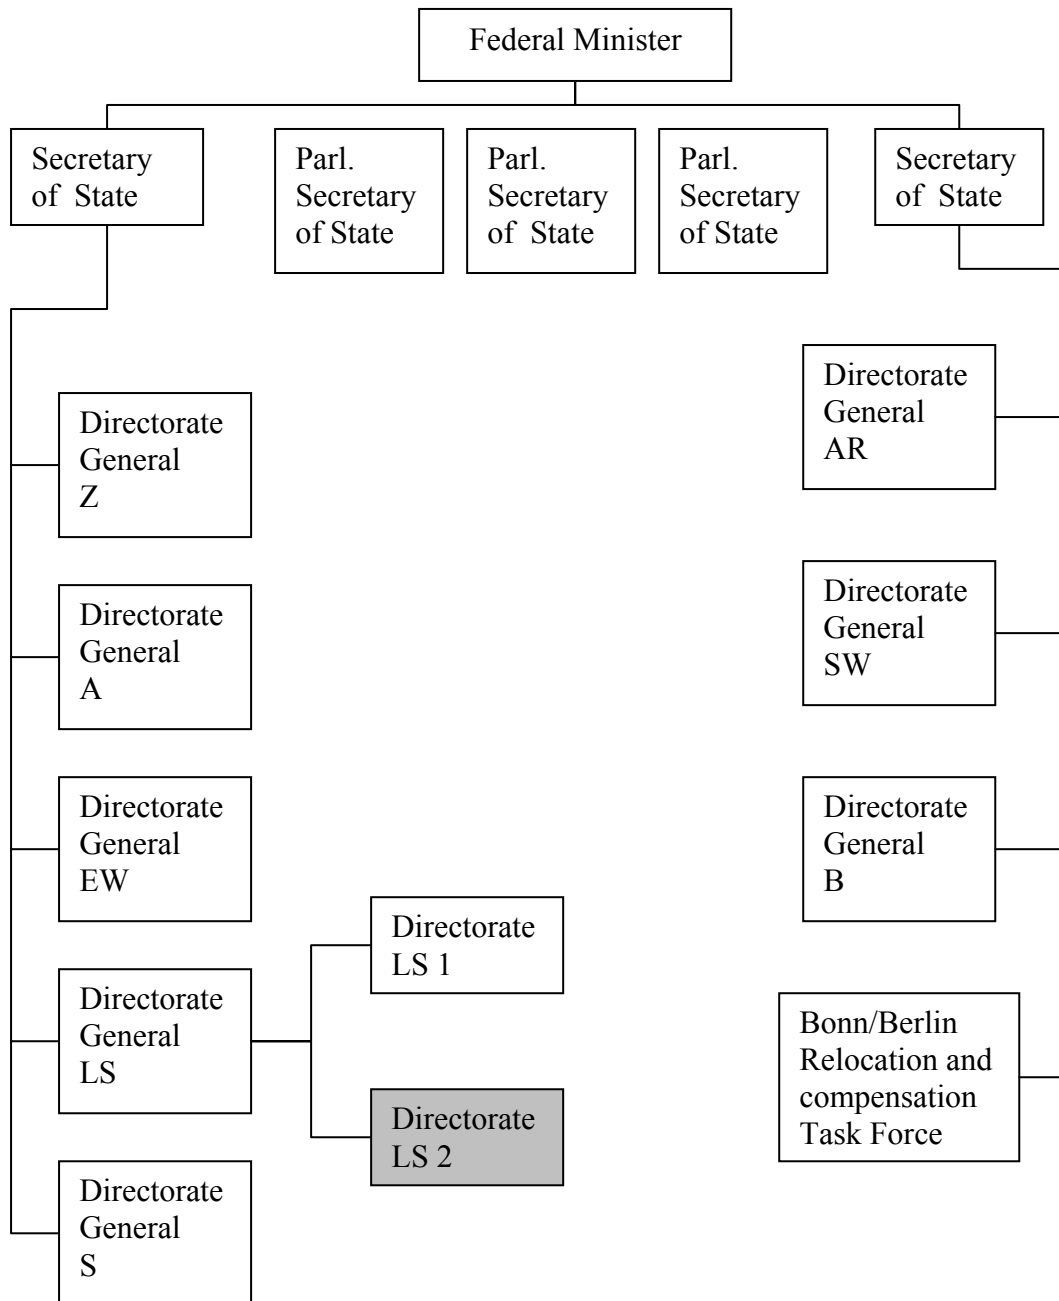 Federal Minister
Secretary
of  State
Parl.
Secretary
of State
Parl.
Secretary
of  State
Parl.
Secretary
of State
Secretary
of  State
Directorate
General
Z
Directorate
General
A
Directorate
General
EW
Directorate
General
LS
Directorate
General
S
Directorate
LS 1
Directorate
LS 2
Directorate
General
AR
Directorate
General
SW
Directorate
General
B
Bonn/Berlin
Relocation and
compensation
Task Force